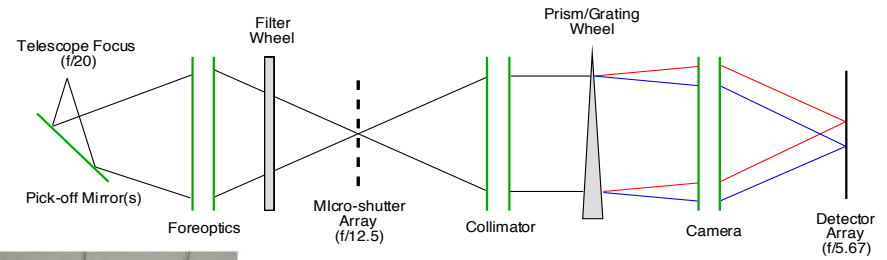 Telescope Focus
(f/20)
Pick-off Mirror(s)
Foreoptics
Filter
Wheel
MIcro-shutter
Array
(f/12.5)
Collimator
Prism/Grating
Wheel
Camera
Detector
Array
(f/5.67)